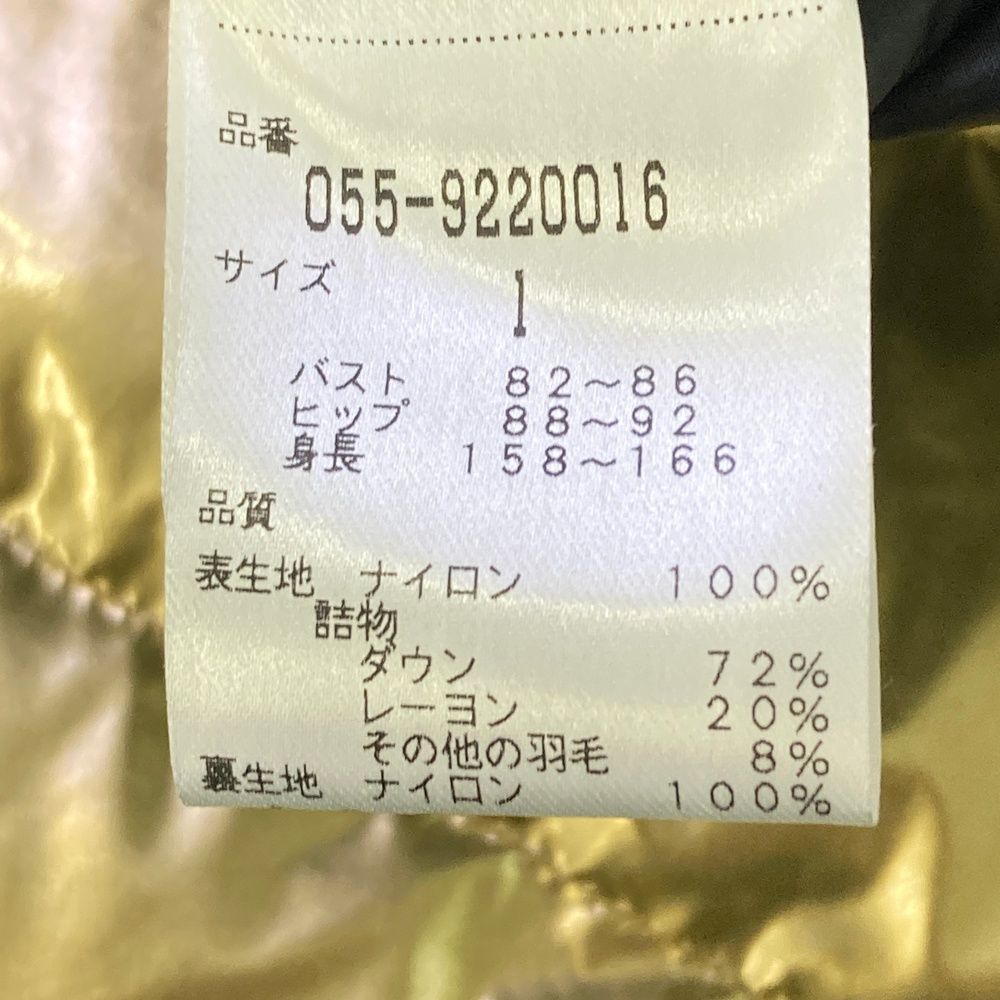 品番
055-9220016
サイズ 1
バスト 82～86
ヒップ 88～92
身長 158～166
品質
表生地 ナイロン 100%
詰物
ダウン 72%
レーヨン 20%
その他の羽毛 8%
裏生地 ナイロン 100%